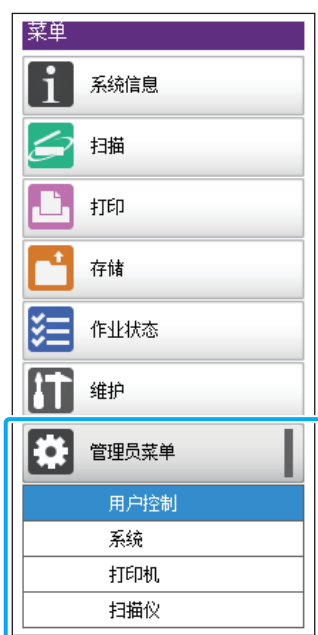 菜单
系统信息
扫描
打印
存储
作业状态
维护
管理员菜单
用户控制
系统
打印机
扫描仪